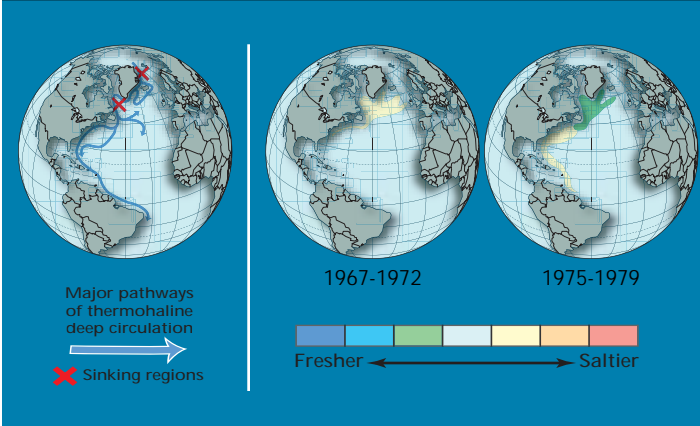 Major pathways
of thermohaline
deep circulation
Sinking regions
1967-1972
1975-1979
Fresher
Saltier